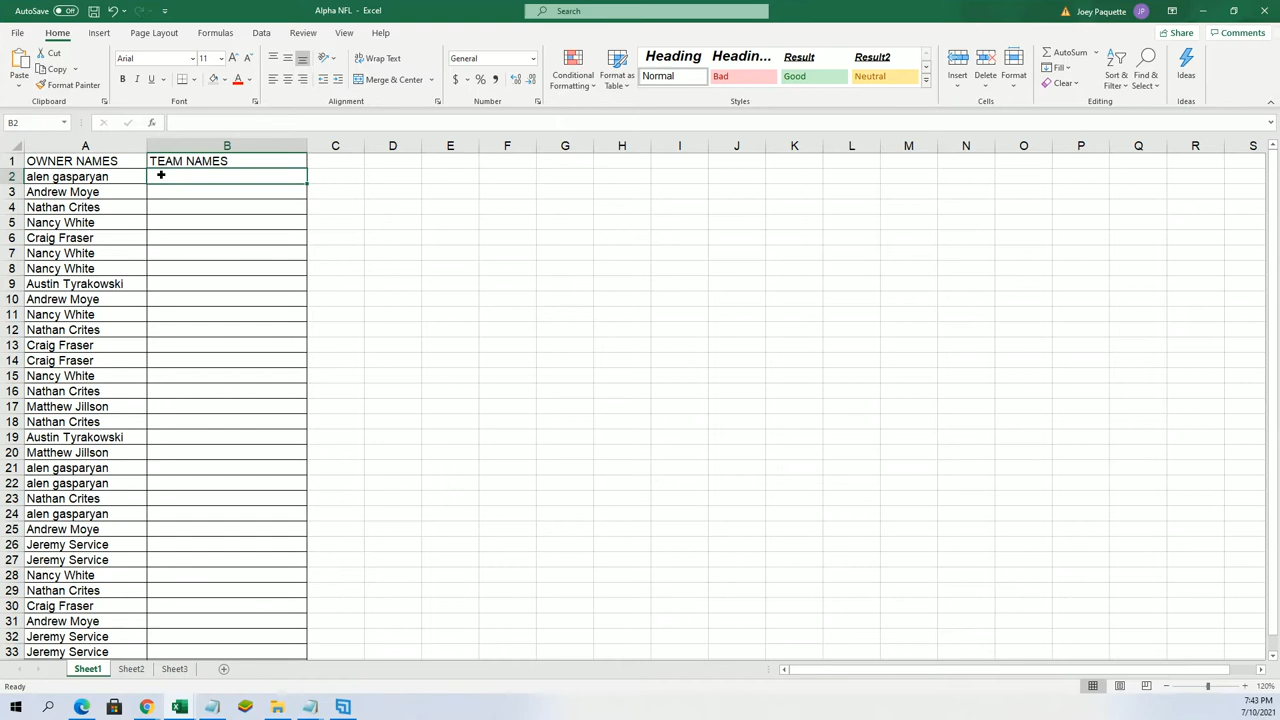 AutoSave Off
Alpha NFL - Excel
Search
Joey Paquette JP
File Home Insert Page Layout Formulas Data Review View Help
Share Comments
Paste
Cut
Copy
Format Painter
Clipboard
Arial 11
B I U
Font
Wrap Text
Merge & Center
Alignment
General
$ % ,
Number
Conditional Formatting
Format as Table
Heading Headin... Result Result2
Normal Bad Good Neutral
Styles
Insert Delete Format
Cells
AutoSum
Fill
Clear
Sort & Filter
Find & Select
Editing
Ideas
Ideas
B2
A B C D E F G H I J K L M N O P Q R S
1 OWNER NAMES TEAM NAMES
2 alen gasparyan
3 Andrew Moye
4 Nathan Crites
5 Nancy White
6 Craig Fraser
7 Nancy White
8 Nancy White
9 Austin Tyrakowski
10 Andrew Moye
11 Nancy White
12 Nathan Crites
13 Craig Fraser
14 Craig Fraser
15 Nancy White
16 Nathan Crites
17 Matthew Jillson
18 Nathan Crites
19 Austin Tyrakowski
20 Matthew Jillson
21 alen gasparyan
22 alen gasparyan
23 Nathan Crites
24 alen gasparyan
25 Andrew Moye
26 Jeremy Service
27 Jeremy Service
28 Nancy White
29 Nathan Crites
30 Craig Fraser
31 Andrew Moye
32 Jeremy Service
33 Jeremy Service
Sheet1 Sheet2 Sheet3
Ready
120%
7:43 PM
7/10/2021